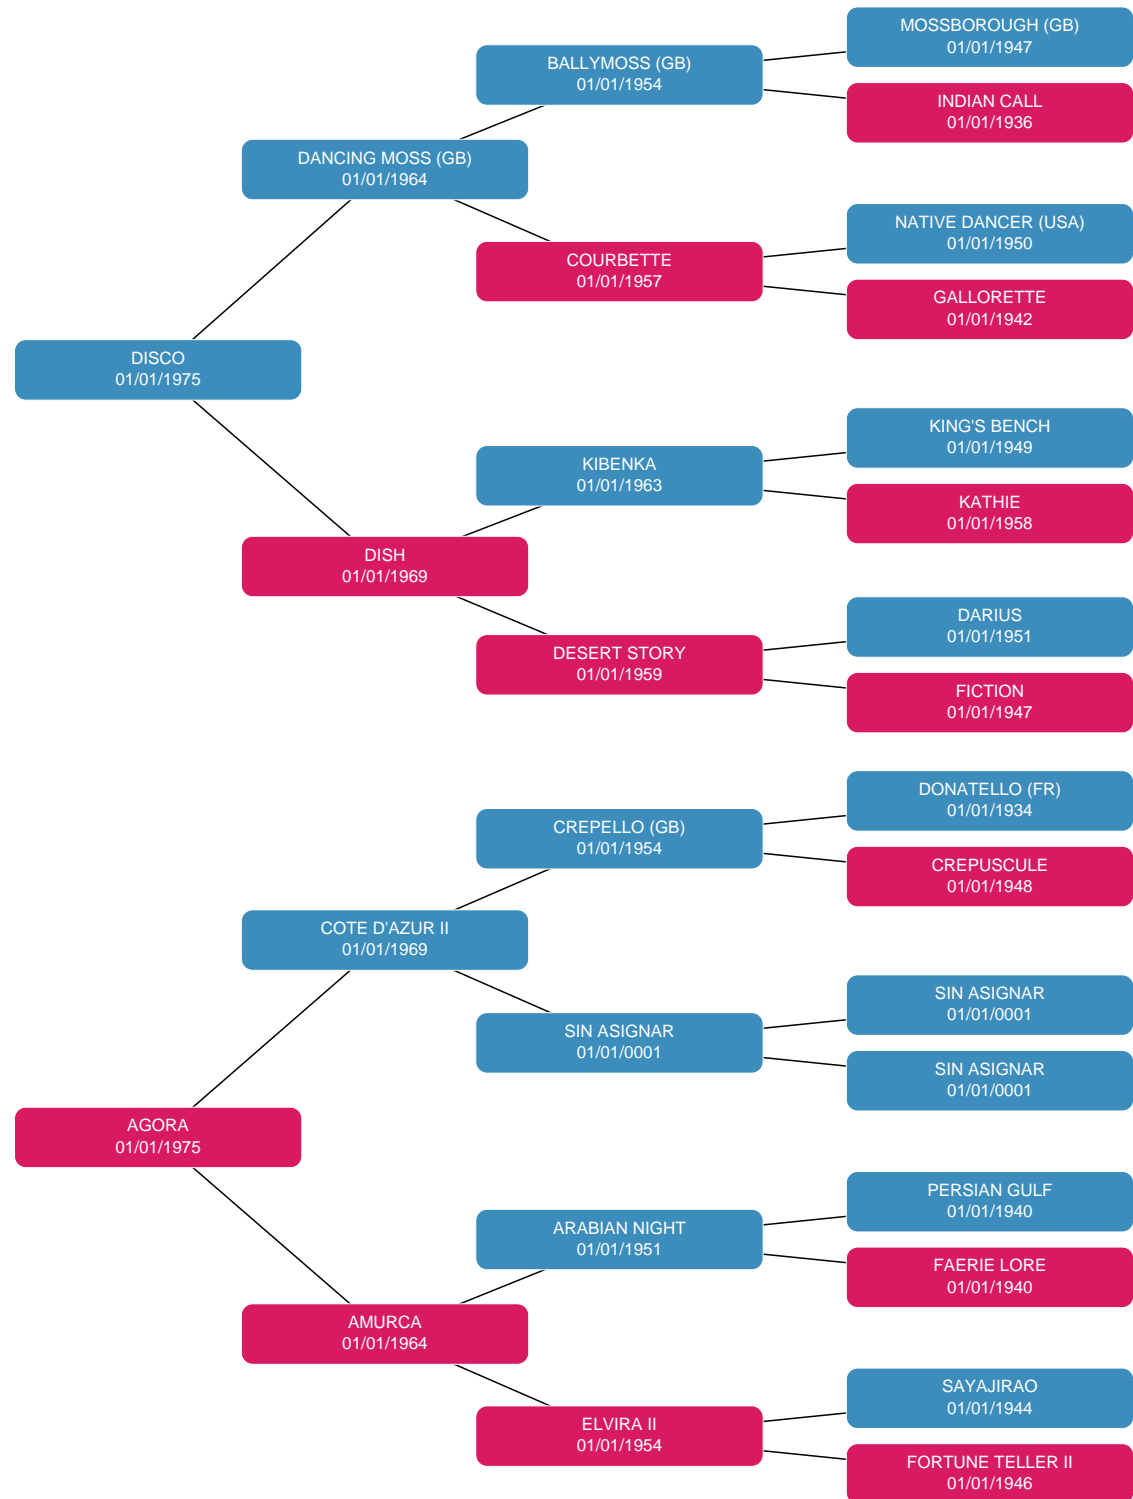 MOSSBOROUGH (GB)
01/01/1947
BALLYMOSS (GB)
01/01/1954
INDIAN CALL
01/01/1936
DANCING MOSS (GB)
01/01/1964
NATIVE DANCER (USA)
01/01/1950
COURBETTE
01/01/1957
GALLORETTE
01/01/1942
DISCO
01/01/1975
KING'S BENCH
01/01/1949
KIBENKA
01/01/1963
KATHIE
01/01/1958
DISH
01/01/1969
DARIUS
01/01/1951
DESERT STORY
01/01/1959
FICTION
01/01/1947
DONATELLO (FR)
01/01/1934
CREPELLO (GB)
01/01/1954
CREPUSCULE
01/01/1948
COTE D'AZUR II
01/01/1969
SIN ASIGNAR
01/01/0001
SIN ASIGNAR
01/01/0001
SIN ASIGNAR
01/01/0001
AGORA
01/01/1975
PERSIAN GULF
01/01/1940
ARABIAN NIGHT
01/01/1951
FAERIE LORE
01/01/1940
AMURCA
01/01/1964
SAYAJIRAO
01/01/1944
ELVIRA II
01/01/1954
FORTUNE TELLER II
01/01/1946